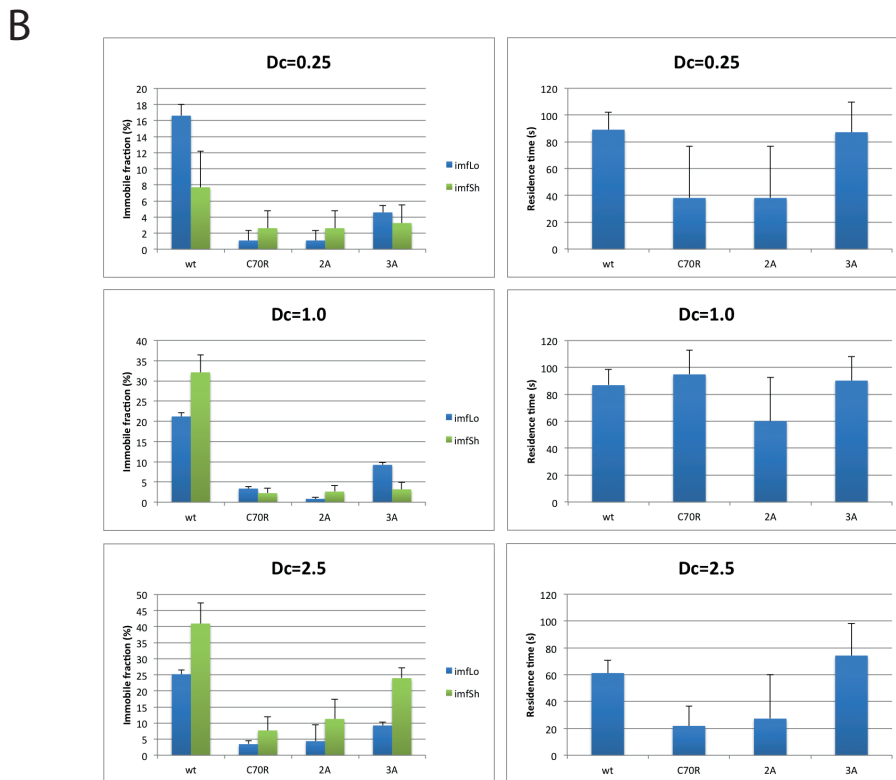 B
Dc=0.25
Immobile fraction (%)
20
18
16
14
12
10
8
6
4
2
0
wt C70R 2A 3A
imfLo
imfSh
Dc=0.25
Residence time (s)
120
100
80
60
40
20
0
wt C70R 2A 3A
Dc=1.0
Immobile fraction (%)
40
35
30
25
20
15
10
5
0
wt C70R 2A 3A
imfLo
imfSh
Dc=1.0
Residence time (s)
120
100
80
60
40
20
0
wt C70R 2A 3A
Dc=2.5
Immobile fraction (%)
50
45
40
35
30
25
20
15
10
5
0
wt C70R 2A 3A
imfLo
imfSh
Dc=2.5
Residence time (s)
120
100
80
60
40
20
0
wt C70R 2A 3A